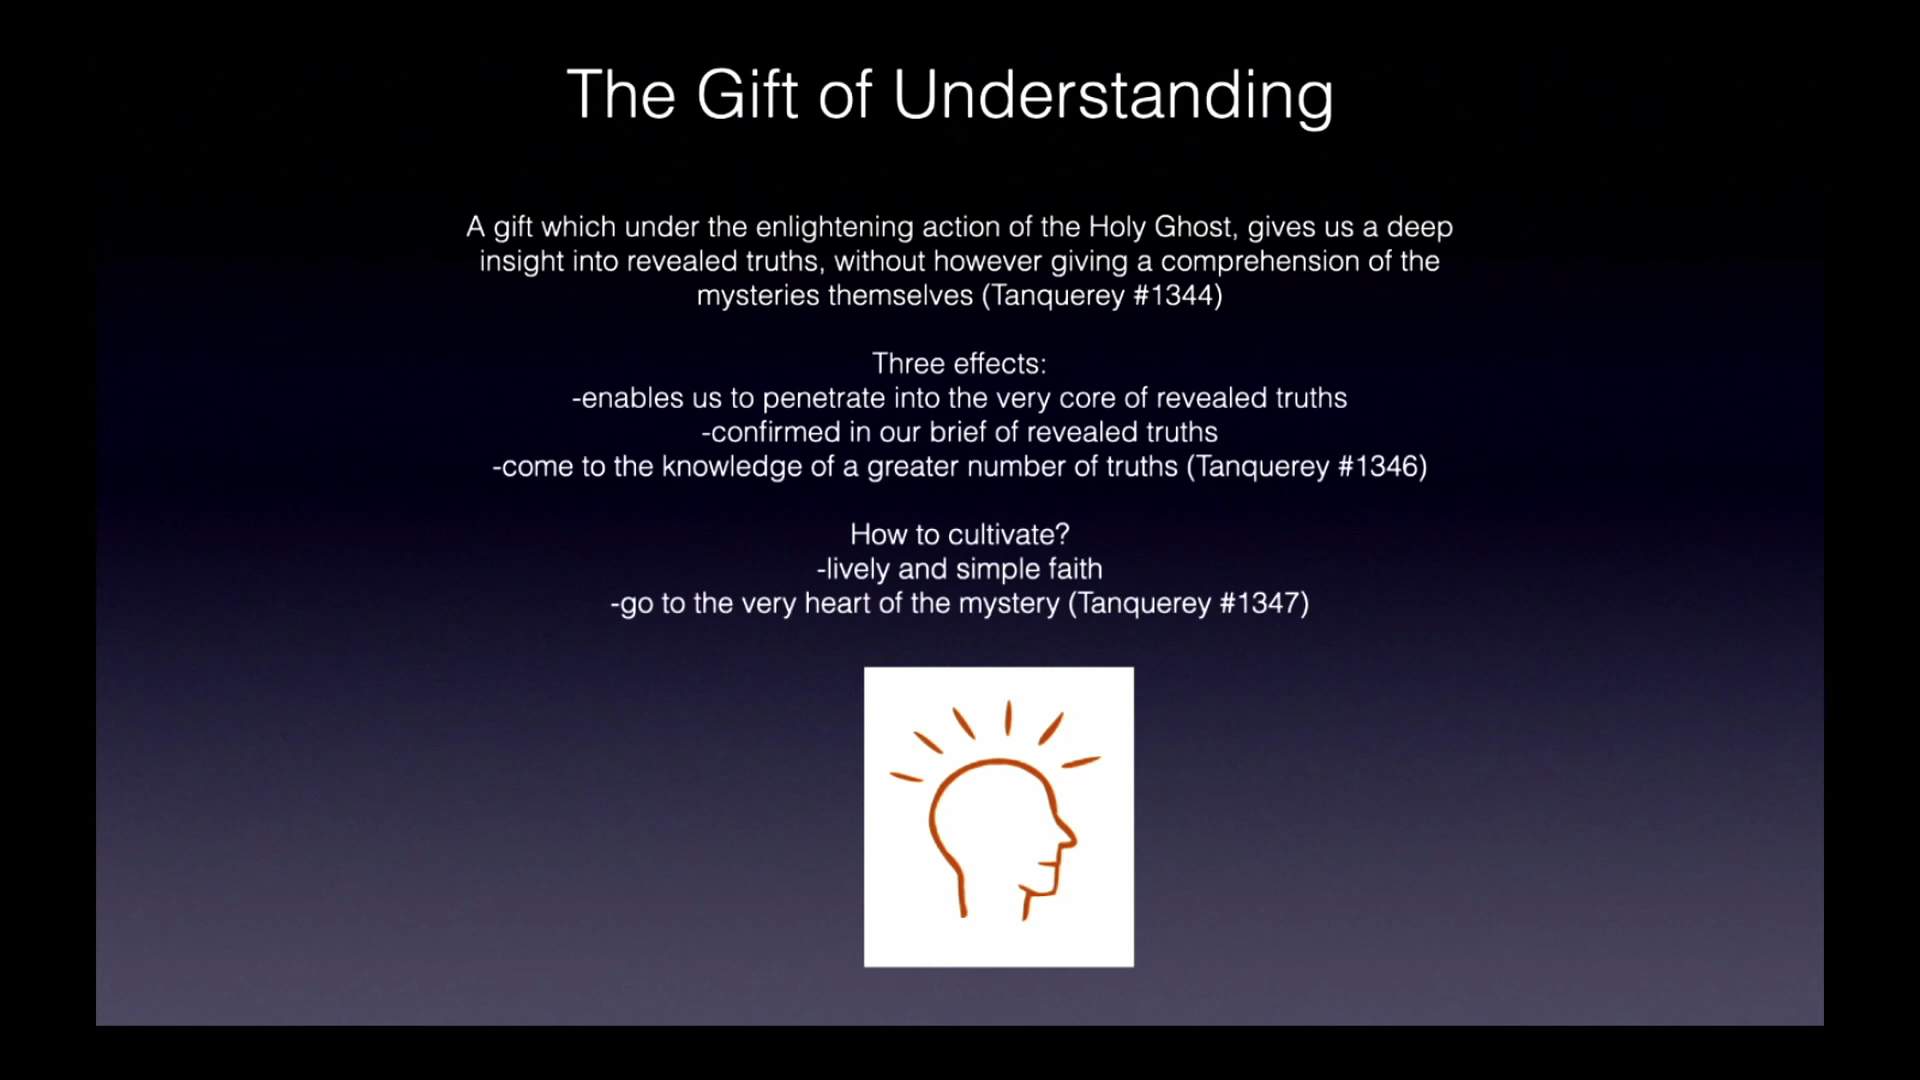 The Gift of Understanding
A gift which under the enlightening action of the Holy Ghost, gives us a deep
insight into revealed truths, without however giving a comprehension of the
mysteries themselves (Tanquerey #1344)
Three effects:
-enables us to penetrate into the very core of revealed truths
-confirmed in our brief of revealed truths
-come to the knowledge of a greater number of truths (Tanquerey #1346)
How to cultivate?
-lively and simple faith
-go to the very heart of the mystery (Tanquerey #1347)